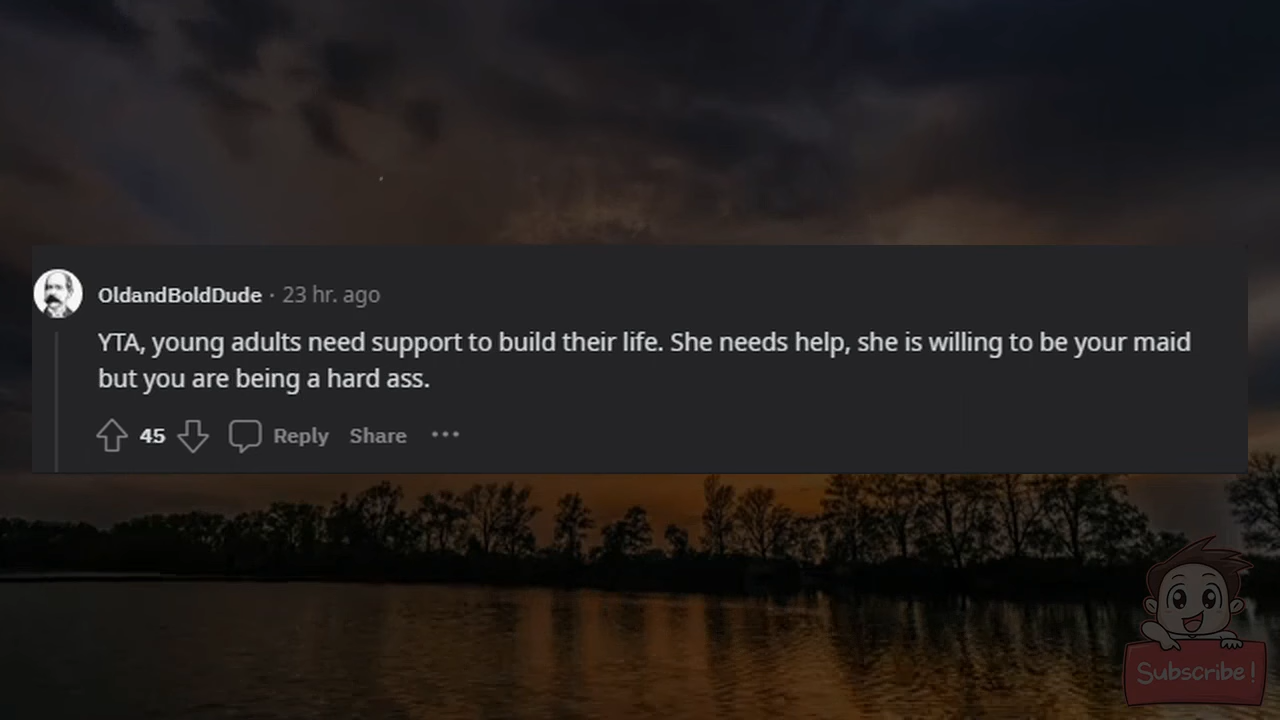 OldandBoldDude · 23 hr. ago
YTA, young adults need support to build their life. She needs help, she is willing to be your maid
but you are being a hard ass.
45 Reply Share ···
Subscribe!